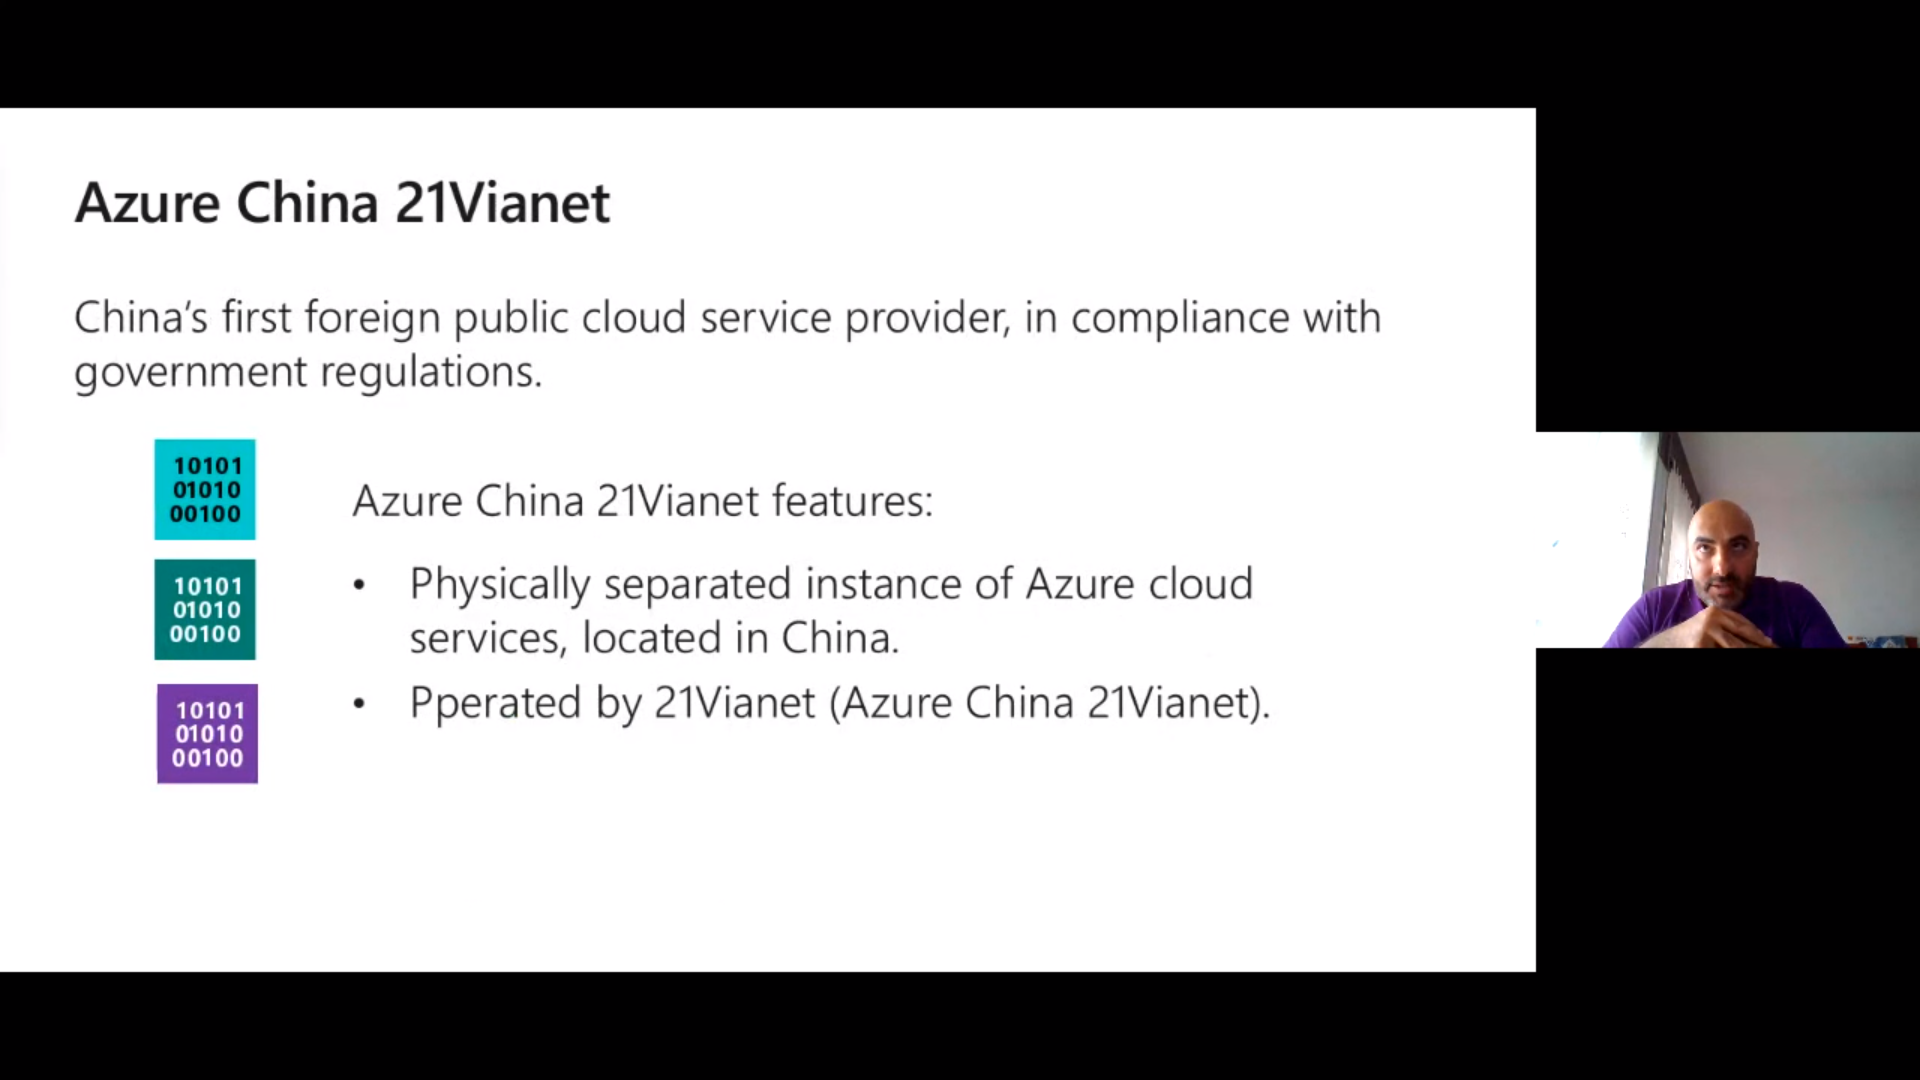 Azure China 21Vianet
China's first foreign public cloud service provider, in compliance with
government regulations.
10101
01010
00100
Azure China 21Vianet features:
10101
01010
00100
• Physically separated instance of Azure cloud
services, located in China.
10101
01010
00100
• Pperated by 21Vianet (Azure China 21Vianet).